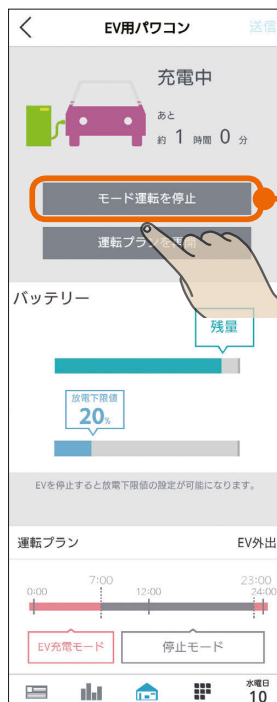 EV用パワコン 送信
充電中
あと
約 1 時間 0 分
モード運転を停止
運転プランを再開
バッテリー
残量
放電下限値
20%
EVを停止すると放電下限値の設定が可能になります。
運転プラン EV外出
7:00 23:00
0:00 12:00 24:00
EV充電モード 停止モード
水曜日
10